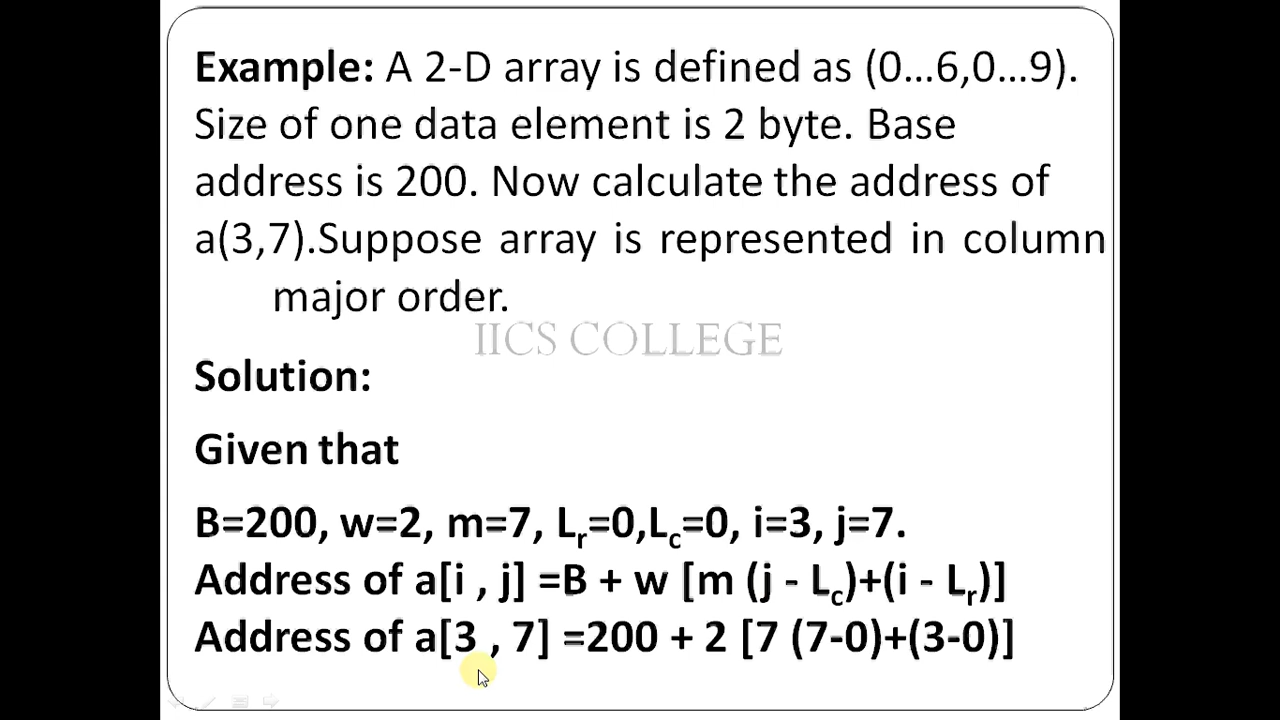 Example: A 2-D array is defined as (0...6,0...9).
Size of one data element is 2 byte. Base
address is 200. Now calculate the address of
a(3,7).Suppose array is represented in column
major order.
IICS COLLEGE
Solution:
Given that
B=200, w=2, m=7, Lr=0,Lc=0, i=3, j=7.
Address of a[i , j] =B + w [m (j - Lc)+(i - Lr)]
Address of a[3 , 7] =200 + 2 [7 (7-0)+(3-0)]